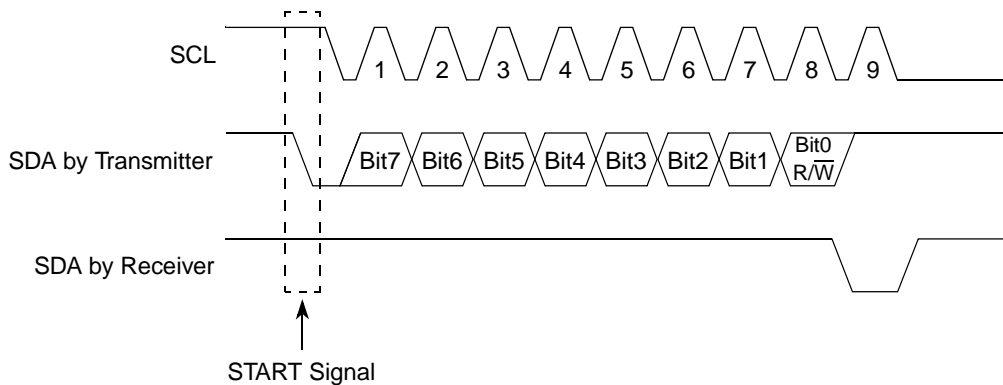 SCL
1 2 3 4 5 6 7 8 9
SDA by Transmitter
Bit7 Bit6 Bit5 Bit4 Bit3 Bit2 Bit1 Bit0
R/W̅
SDA by Receiver
START Signal